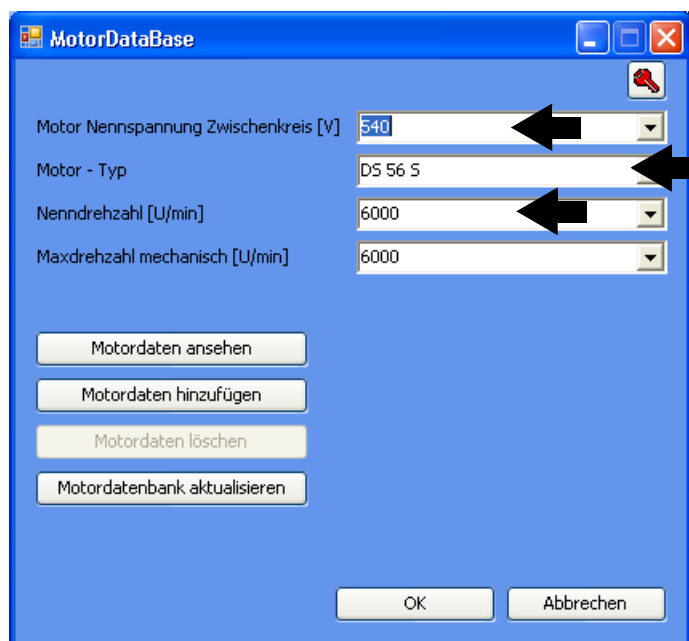 MotorDataBase
Motor Nennspannung Zwischenkreis [V] 540
Motor - Typ DS 56 S
Nenndrehzahl [U/min] 6000
Maxdrehzahl mechanisch [U/min] 6000
Motordaten ansehen
Motordaten hinzufügen
Motordaten löschen
Motordatenbank aktualisieren
OK Abbrechen